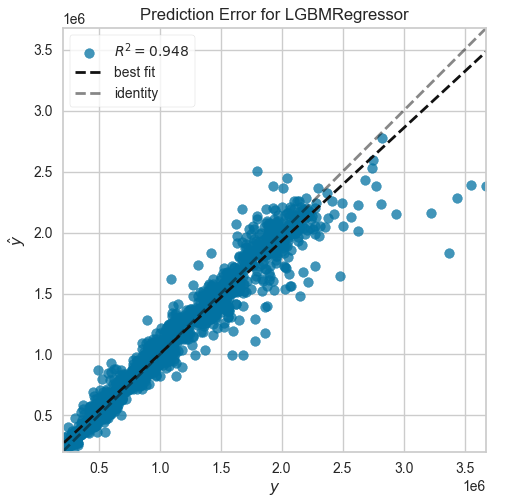 Prediction Error for LGBMRegressor
1e6
R² = 0.948
best fit
identity
3.5
3.0
2.5
2.0
1.5
1.0
0.5
ŷ
0.5 1.0 1.5 2.0 2.5 3.0 3.5
1e6
y